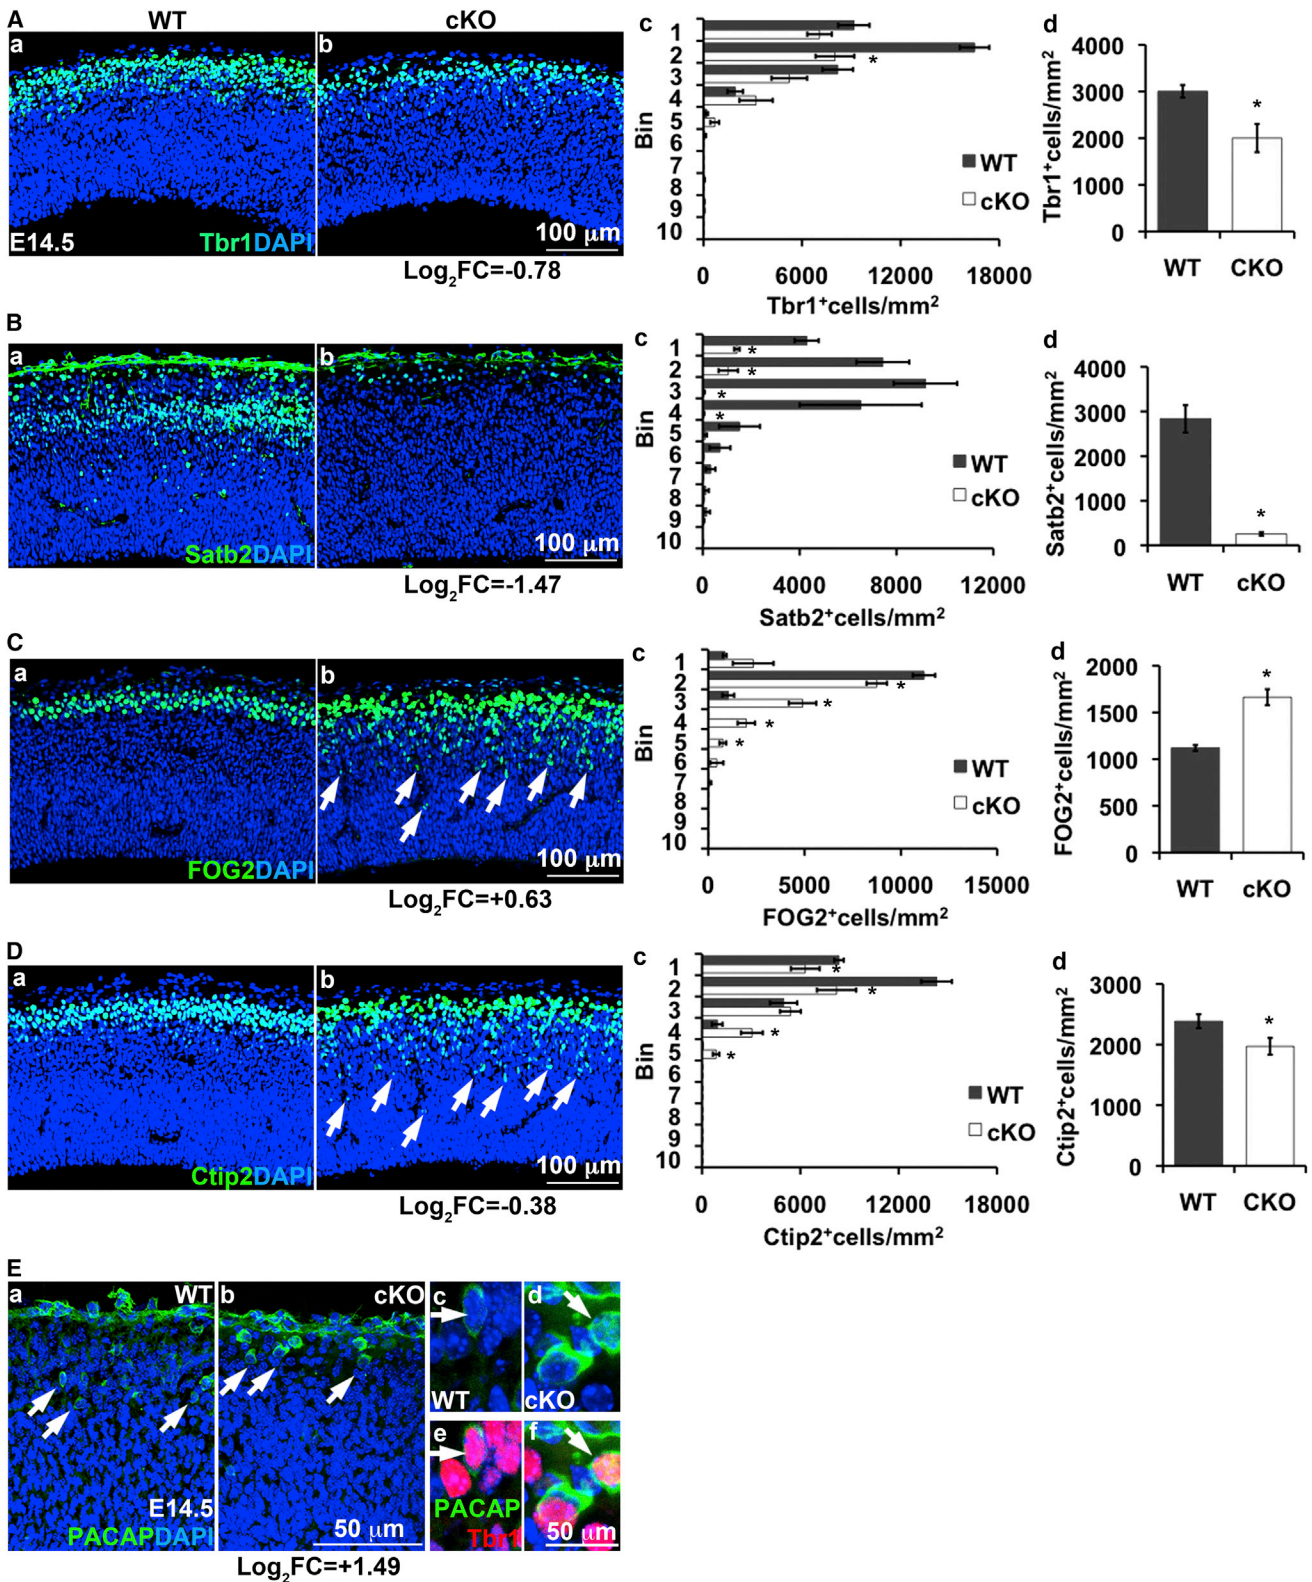 A
WT
cKO
a
b
E14.5
Tbr1DAPI
100 µm
Log2FC=-0.78
c
Bin
1
2
3
4
5
6
7
8
9
10
*
WT
cKO
0 6000 12000 18000
Tbr1+cells/mm2
d
Tbr1+cells/mm2
4000
3000
2000
1000
0
*
WT CKO
B
a
b
Satb2DAPI
100 µm
Log2FC=-1.47
c
Bin
1
2
3
4
5
6
7
8
9
10
*
*
*
*
WT
cKO
0 4000 8000 12000
Satb2+cells/mm2
d
Satb2+cells/mm2
4000
3000
2000
1000
0
*
WT cKO
C
a
b
FOG2DAPI
100 µm
Log2FC=+0.63
c
Bin
1
2
3
4
5
6
7
8
9
10
*
*
*
*
WT
cKO
0 5000 10000 15000
FOG2+cells/mm2
d
FOG2+cells/mm2
2000
1500
1000
500
0
*
WT cKO
D
a
b
Ctip2DAPI
100 µm
Log2FC=-0.38
c
Bin
1
2
3
4
5
6
7
8
9
10
*
*
*
*
WT
cKO
0 6000 12000 18000
Ctip2+cells/mm2
d
Ctip2+cells/mm2
3000
2000
1000
0
*
WT CKO
E
a
WT
b
cKO
E14.5
PACAPDAPI
50 µm
Log2FC=+1.49
c
WT
d
cKO
e
f
PACAP
Tbr1
50 µm